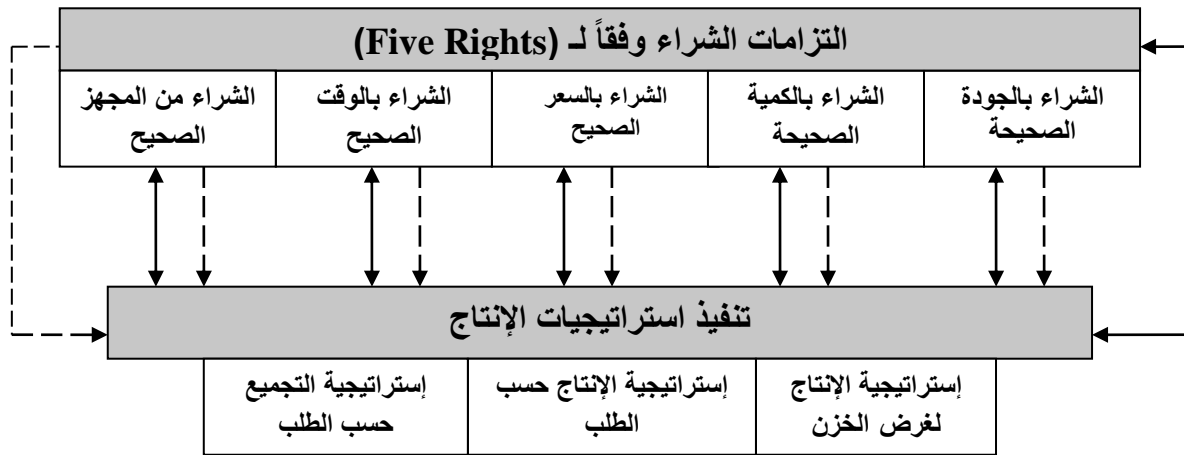 التزامات الشراء وفقاً لـ (Five Rights)
الشراء بالجودة
الصحيحة
الشراء بالكمية
الصحيحة
الشراء بالسعر
الصحيح
الشراء بالوقت
الصحيح
الشراء من المجهز
الصحيح
تنفيذ استراتيجيات الإنتاج
إستراتيجية الإنتاج
لغرض الخزن
إستراتيجية الإنتاج حسب
الطلب
إستراتيجية التجميع
حسب الطلب